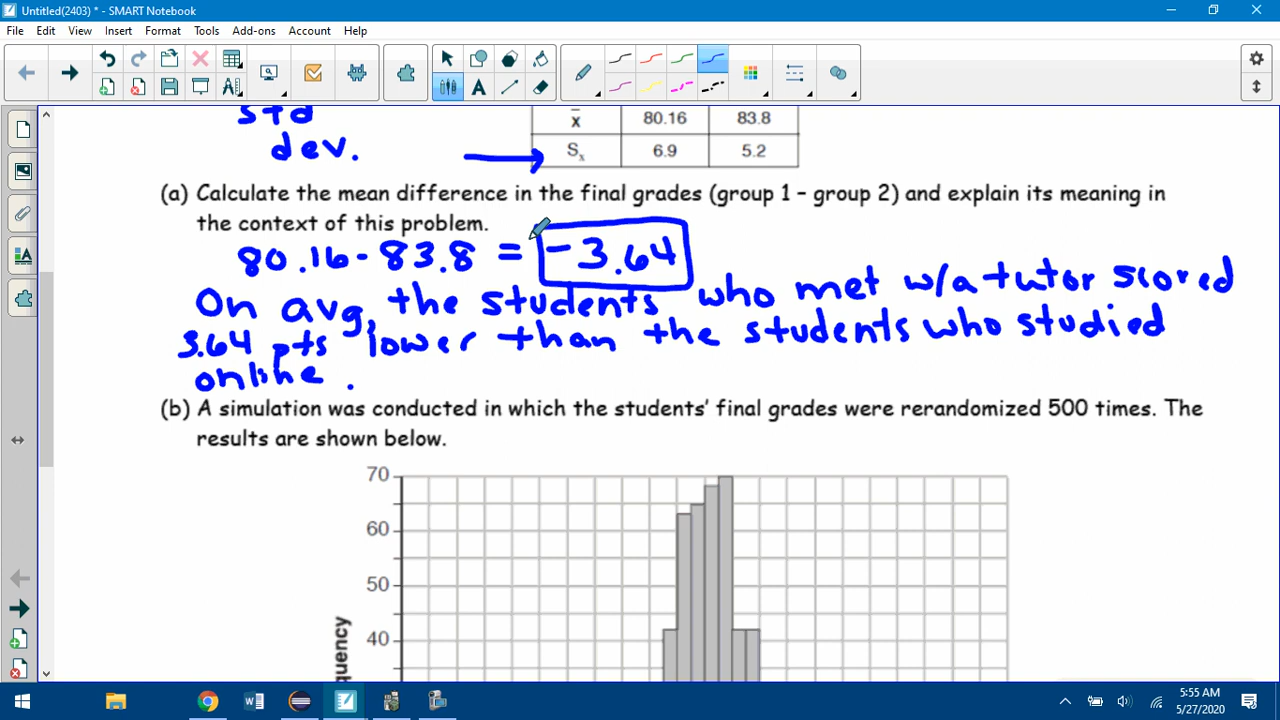 Untitled(2403) * - SMART Notebook
File Edit View Insert Format Tools Add-ons Account Help
std
dev.
x̄ 80.16 83.8
Sx 6.9 5.2
(a) Calculate the mean difference in the final grades (group 1 – group 2) and explain its meaning in
the context of this problem.
80.16 - 83.8 = -3.64
On avg, the students who met w/a tutor scored
3.64 pts lower than the students who studied
online.
(b) A simulation was conducted in which the students' final grades were rerandomized 500 times. The
results are shown below.
70
60
50
40
quency
5:55 AM
5/27/2020